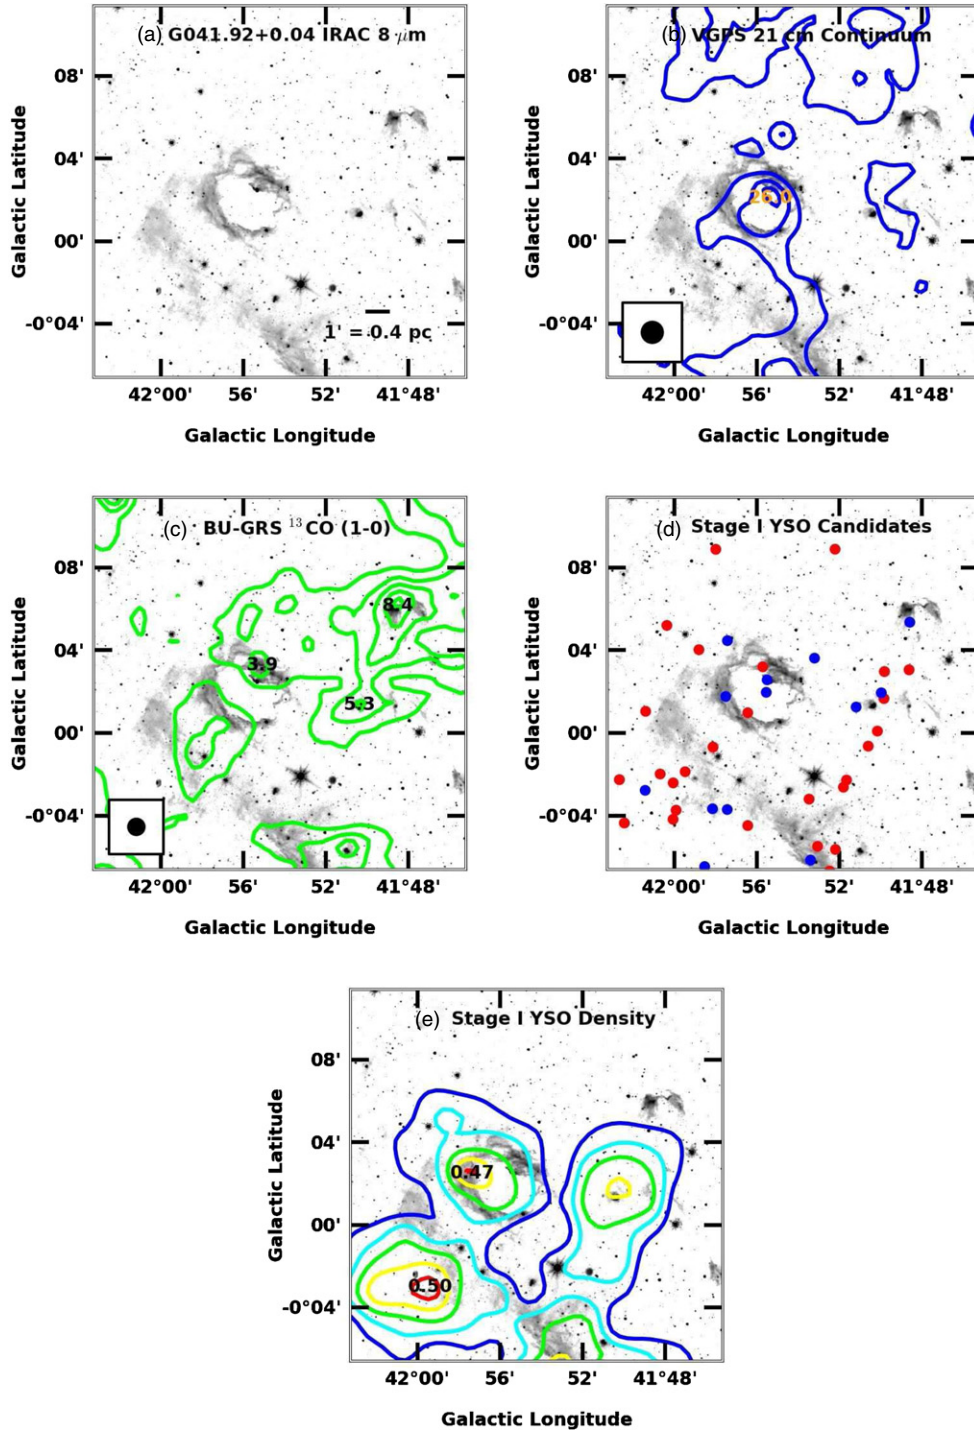 (a) G041.92+0.04 IRAC 8 μm
08'
04'
00'
-0°04'
1' = 0.4 pc
42°00' 56' 52' 41°48'
Galactic Longitude
Galactic Latitude
(b) VGPS 21 cm Continuum
08'
04'
00'
-0°04'
42°00' 56' 52' 41°48'
Galactic Longitude
Galactic Latitude
(c) BU-GRS ¹³CO (1-0)
08'
8.4
04'
3.9
5.3
00'
-0°04'
42°00' 56' 52' 41°48'
Galactic Longitude
Galactic Latitude
(d) Stage I YSO Candidates
08'
04'
00'
-0°04'
42°00' 56' 52' 41°48'
Galactic Longitude
Galactic Latitude
(e) Stage I YSO Density
08'
04'
0.47
00'
0.50
-0°04'
42°00' 56' 52' 41°48'
Galactic Longitude
Galactic Latitude